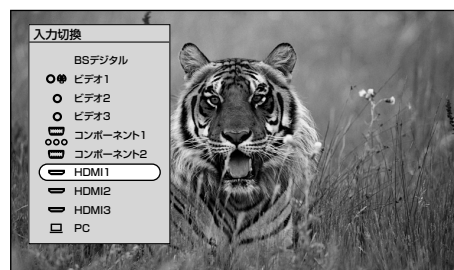 入力切換
BSデジタル
ビデオ1
ビデオ2
ビデオ3
コンポーネント1
コンポーネント2
HDMI1
HDMI2
HDMI3
PC